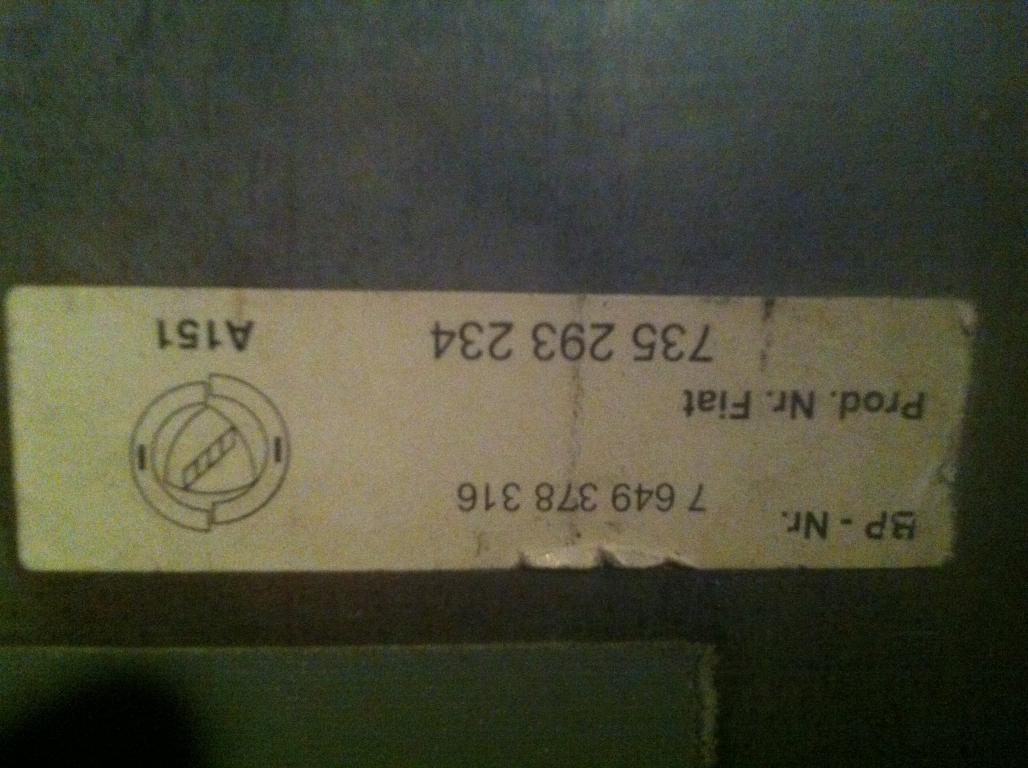 BP - Nr. 7 649 378 316
Prod. Nr. Fiat
735 293 234 A151